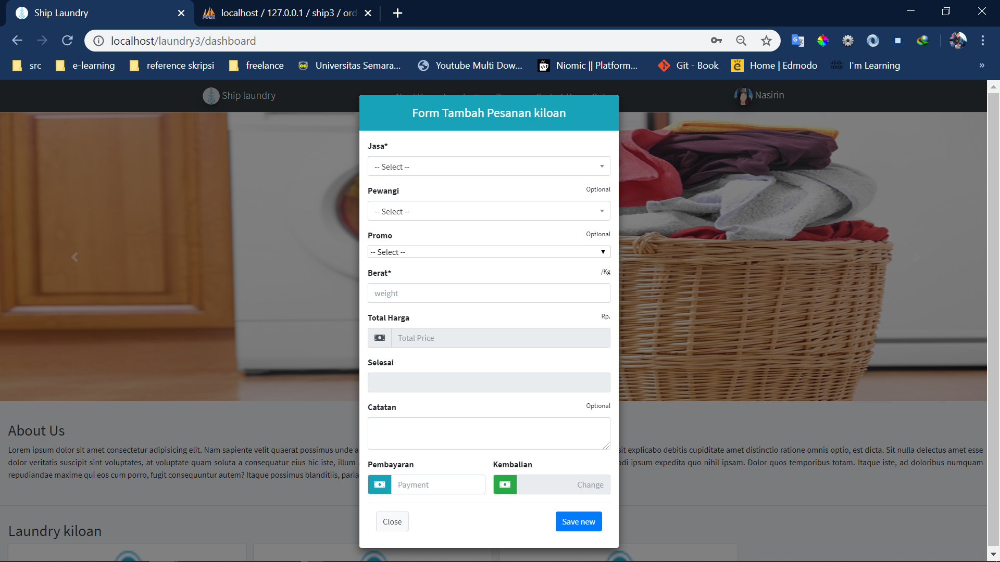 Ship Laundry
localhost / 127.0.0.1 / ship3 / ord
localhost/laundry3/dashboard
src
e-learning
reference skripsi
freelance
Universitas Semara...
Youtube Multi Dow...
Niomic || Platform...
Git - Book
Home | Edmodo
I'm Learning
»
Ship laundry
Nasirin
Form Tambah Pesanan kiloan
Jasa*
-- Select --
Pewangi
Optional
-- Select --
Promo
Optional
-- Select --
Berat*
/Kg
weight
Total Harga
Rp.
Total Price
Selesai
Catatan
Optional
Pembayaran
Kembalian
Payment
Change
Close
Save new
About Us
Lorem ipsum dolor sit amet consectetur adipisicing elit. Nam sapiente velit quaerat possimus unde a
sit explicabo debitis cupiditate amet distinctio ratione omnis optio, est dicta. Sit nulla delectus amet esse
dolor veritatis suscipit sint voluptates, at voluptate quam soluta a consequatur eius hic iste, illum
odi ipsum expedita quo nihil ipsam. Dolor quos temporibus totam. Itaque iste, ad doloribus numquam
repudiandae maxime qui eos cum porro, fugit consequuntur autem? Itaque possimus blanditiis, paria
Laundry kiloan